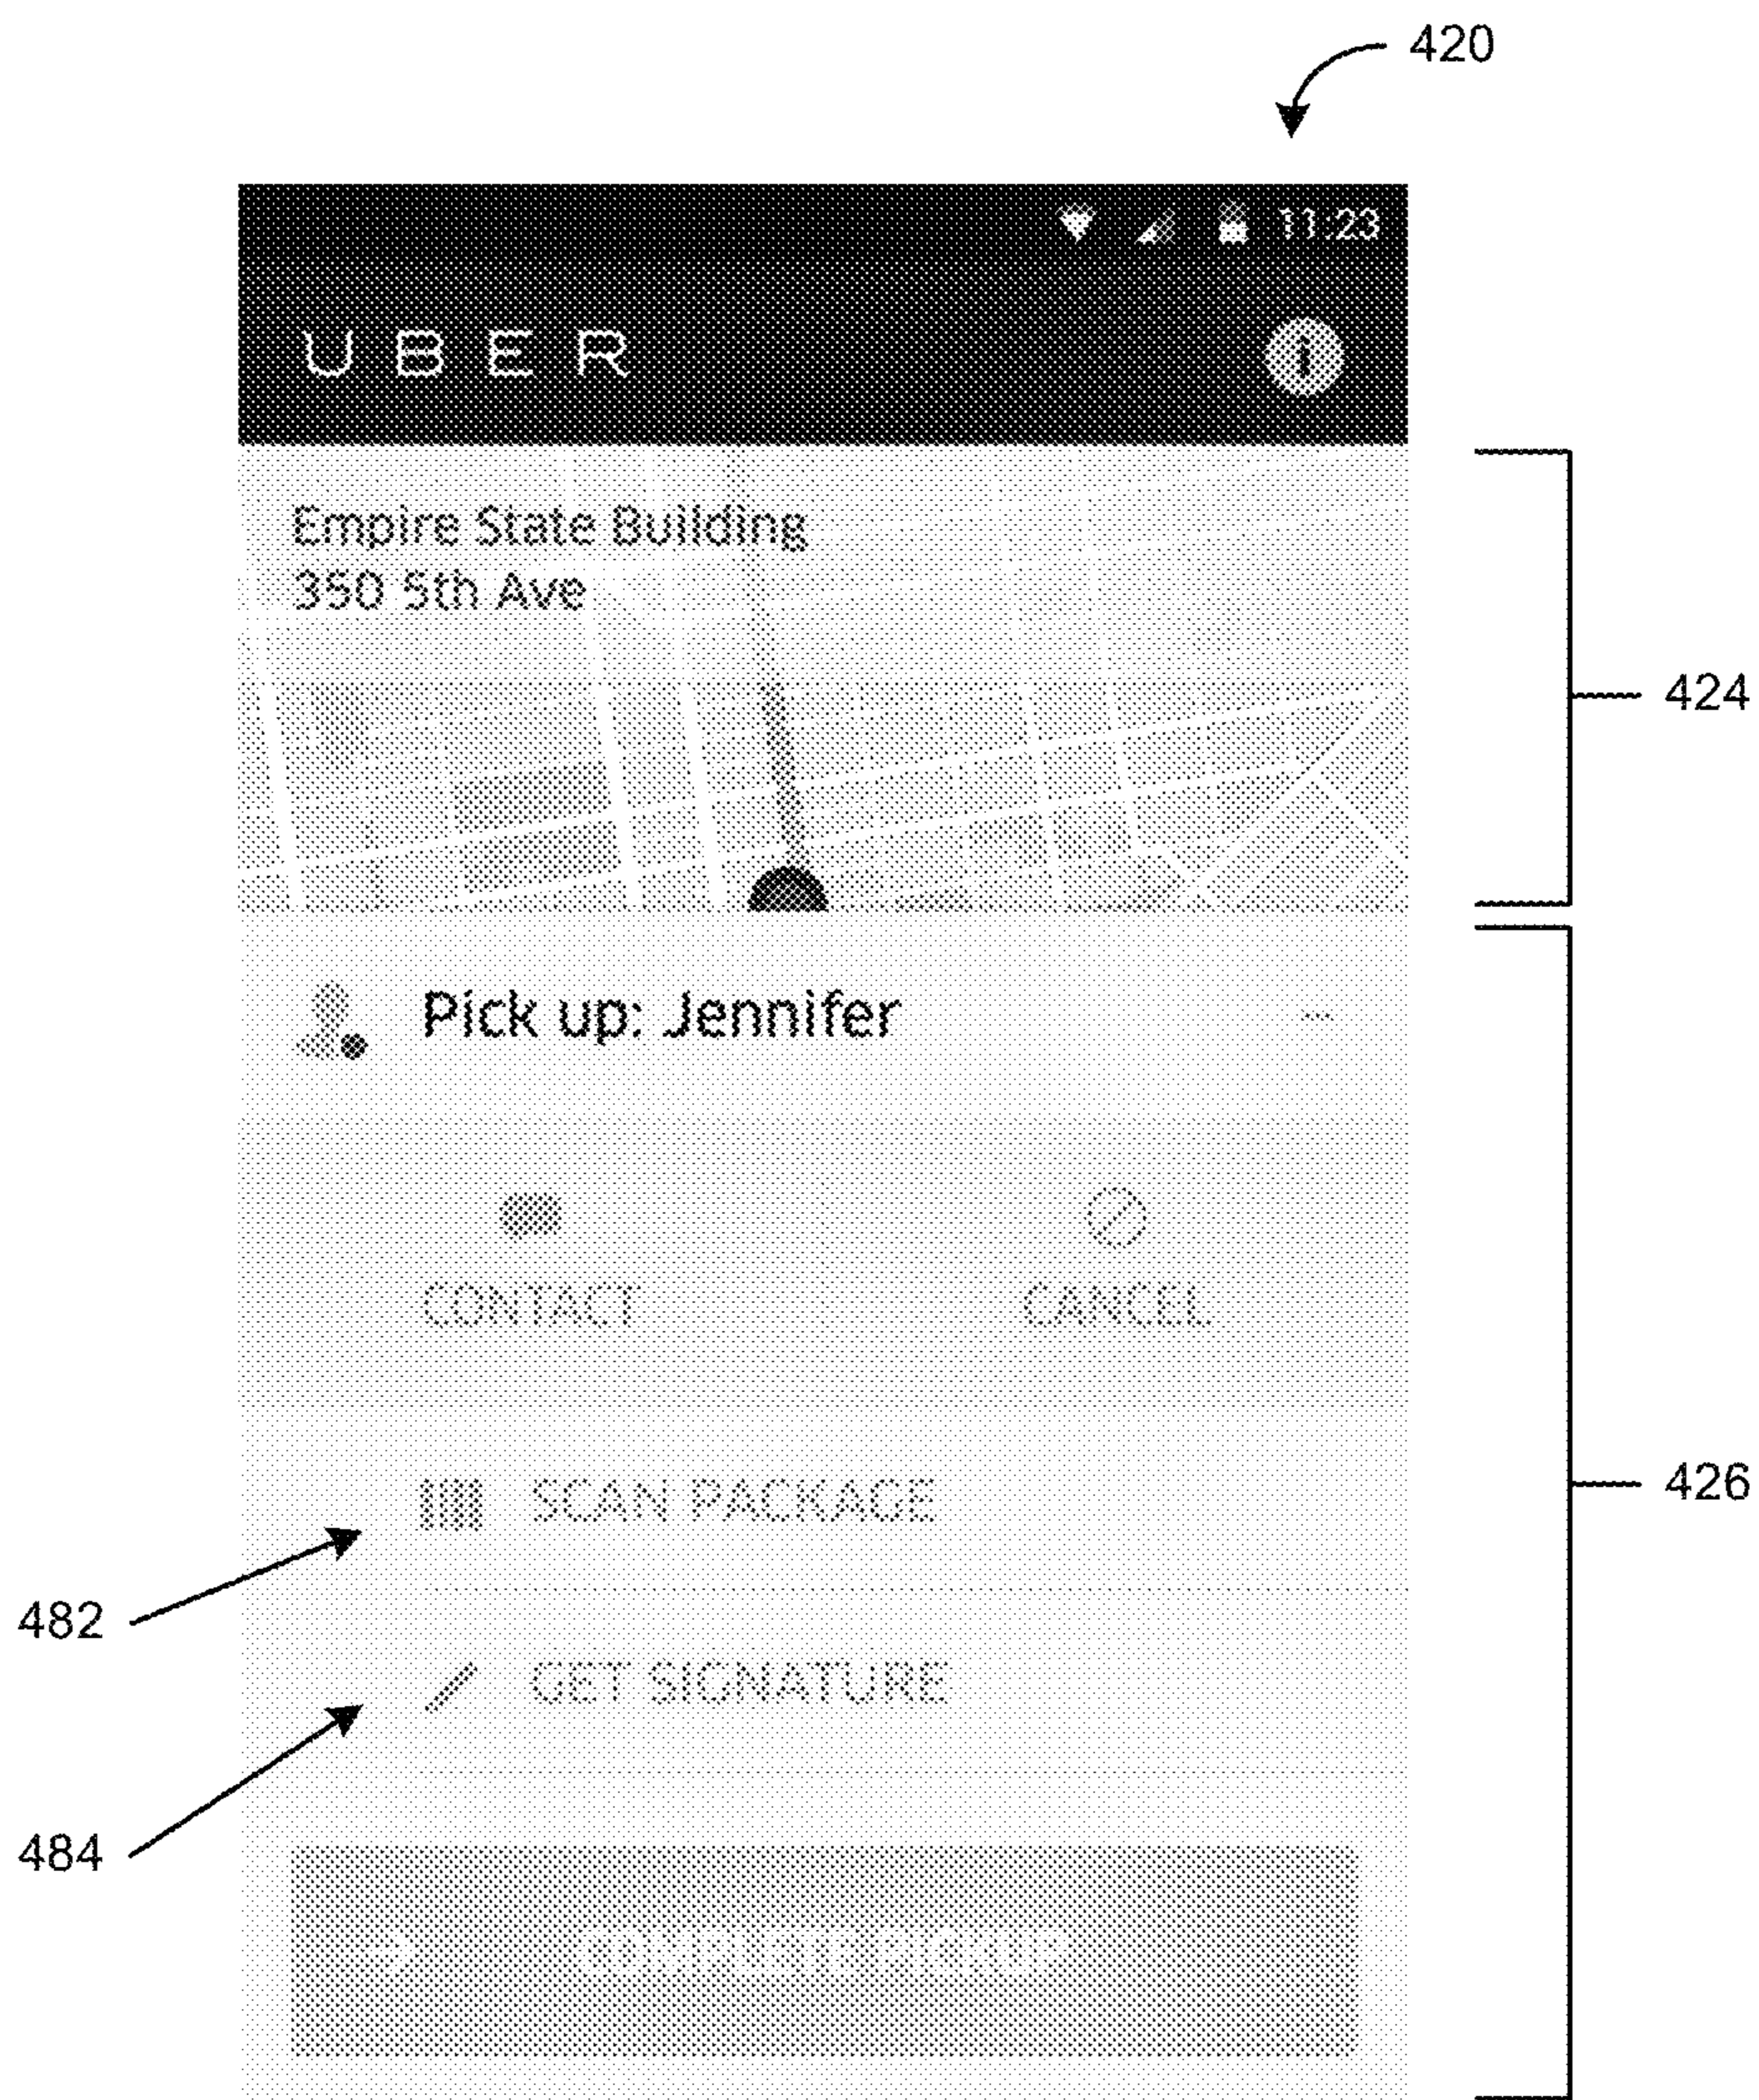 420
11:23
UBER
i
Empire State Building
350 5th Ave
424
Pick up: Jennifer
...
CONTACT
CANCEL
SCAN PACKAGE
426
482
GET SIGNATURE
484